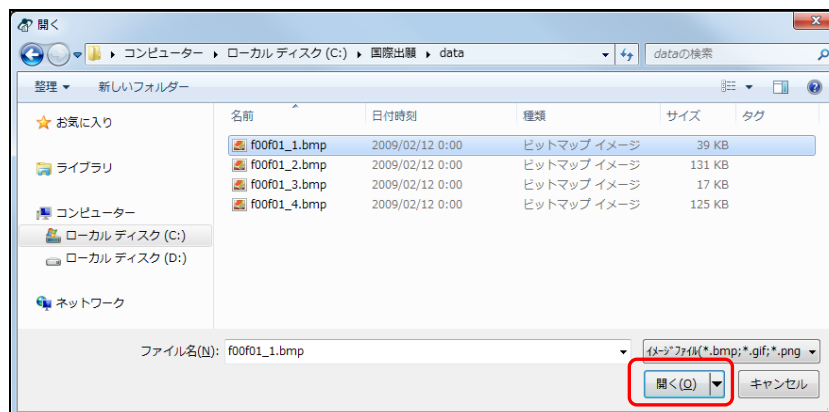 開く
コンピューター ローカル ディスク (C:) 国際出願 data dataの検索
整理 新しいフォルダー
名前 日付時刻 種類 サイズ タグ
お気に入り
f00f01_1.bmp 2009/02/12 0:00 ビットマップ イメージ 39 KB
f00f01_2.bmp 2009/02/12 0:00 ビットマップ イメージ 131 KB
ライブラリ
f00f01_3.bmp 2009/02/12 0:00 ビットマップ イメージ 17 KB
f00f01_4.bmp 2009/02/12 0:00 ビットマップ イメージ 125 KB
コンピューター
ローカル ディスク (C:)
ローカル ディスク (D:)
ネットワーク
ファイル名(N): f00f01_1.bmp ｲﾒｰｼﾞﾌｧｲﾙ(*.bmp;*.gif;*.png
開く(O) キャンセル